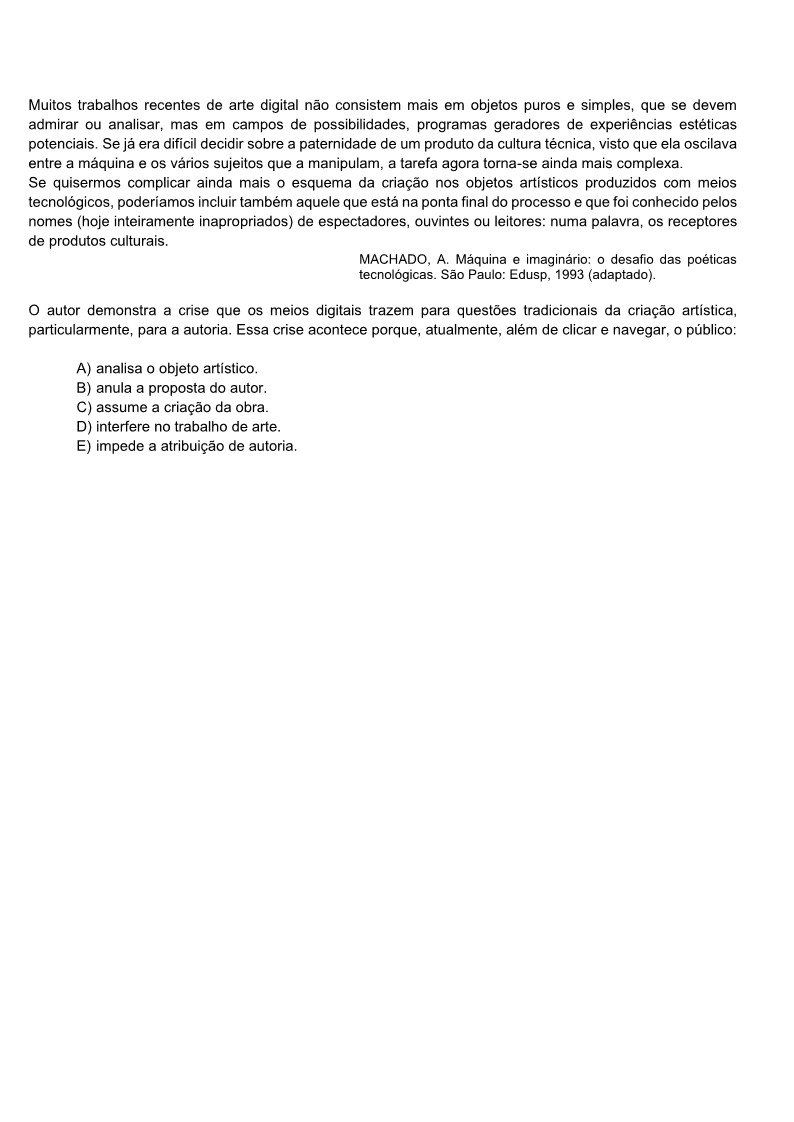 Muitos trabalhos recentes de arte digital não consistem mais em objetos puros e simples, que se devem
admirar ou analisar, mas em campos de possibilidades, programas geradores de experiências estéticas
potenciais. Se já era difícil decidir sobre a paternidade de um produto da cultura técnica, visto que ela oscilava
entre a máquina e os vários sujeitos que a manipulam, a tarefa agora torna-se ainda mais complexa.
Se quisermos complicar ainda mais o esquema da criação nos objetos artísticos produzidos com meios
tecnológicos, poderíamos incluir também aquele que está na ponta final do processo e que foi conhecido pelos
nomes (hoje inteiramente inapropriados) de espectadores, ouvintes ou leitores: numa palavra, os receptores
de produtos culturais.
MACHADO, A. Máquina e imaginário: o desafio das poéticas
tecnológicas. São Paulo: Edusp, 1993 (adaptado).
O autor demonstra a crise que os meios digitais trazem para questões tradicionais da criação artística,
particularmente, para a autoria. Essa crise acontece porque, atualmente, além de clicar e navegar, o público:
A) analisa o objeto artístico.
B) anula a proposta do autor.
C) assume a criação da obra.
D) interfere no trabalho de arte.
E) impede a atribuição de autoria.